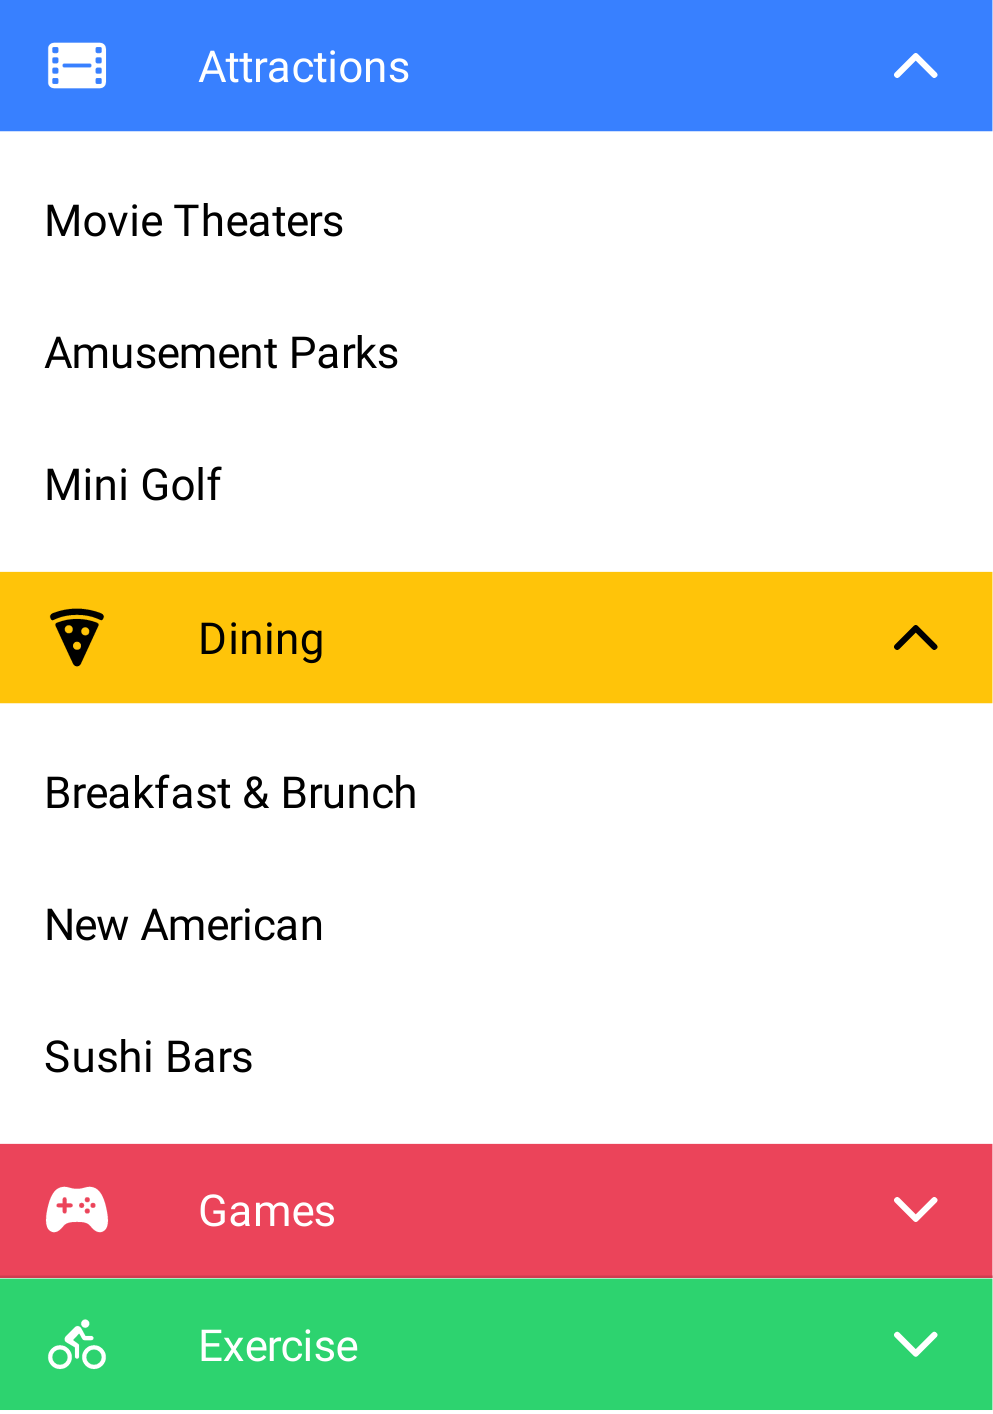 Attractions
Movie Theaters
Amusement Parks
Mini Golf
Dining
Breakfast & Brunch
New American
Sushi Bars
Games
Exercise